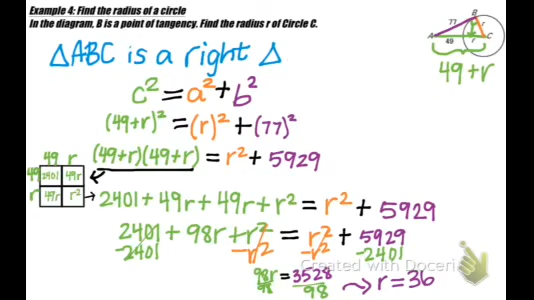 Example 4: Find the radius of a circle
In the diagram, B is a point of tangency. Find the radius r of Circle C.
△ABC is a right △
77 B r
A 49 r C
49+r
c² = a² + b²
(49+r)² = (r)² + (77)²
(49+r)(49+r) = r² + 5929
49 r
49 2401 49r
r 49r r²
2401 + 49r + 49r + r² = r² + 5929
2401 + 98r + r² = r² + 5929
-2401 -r² -r² -2401
98r = 3528 → r = 36
98 98
Created with Doceri